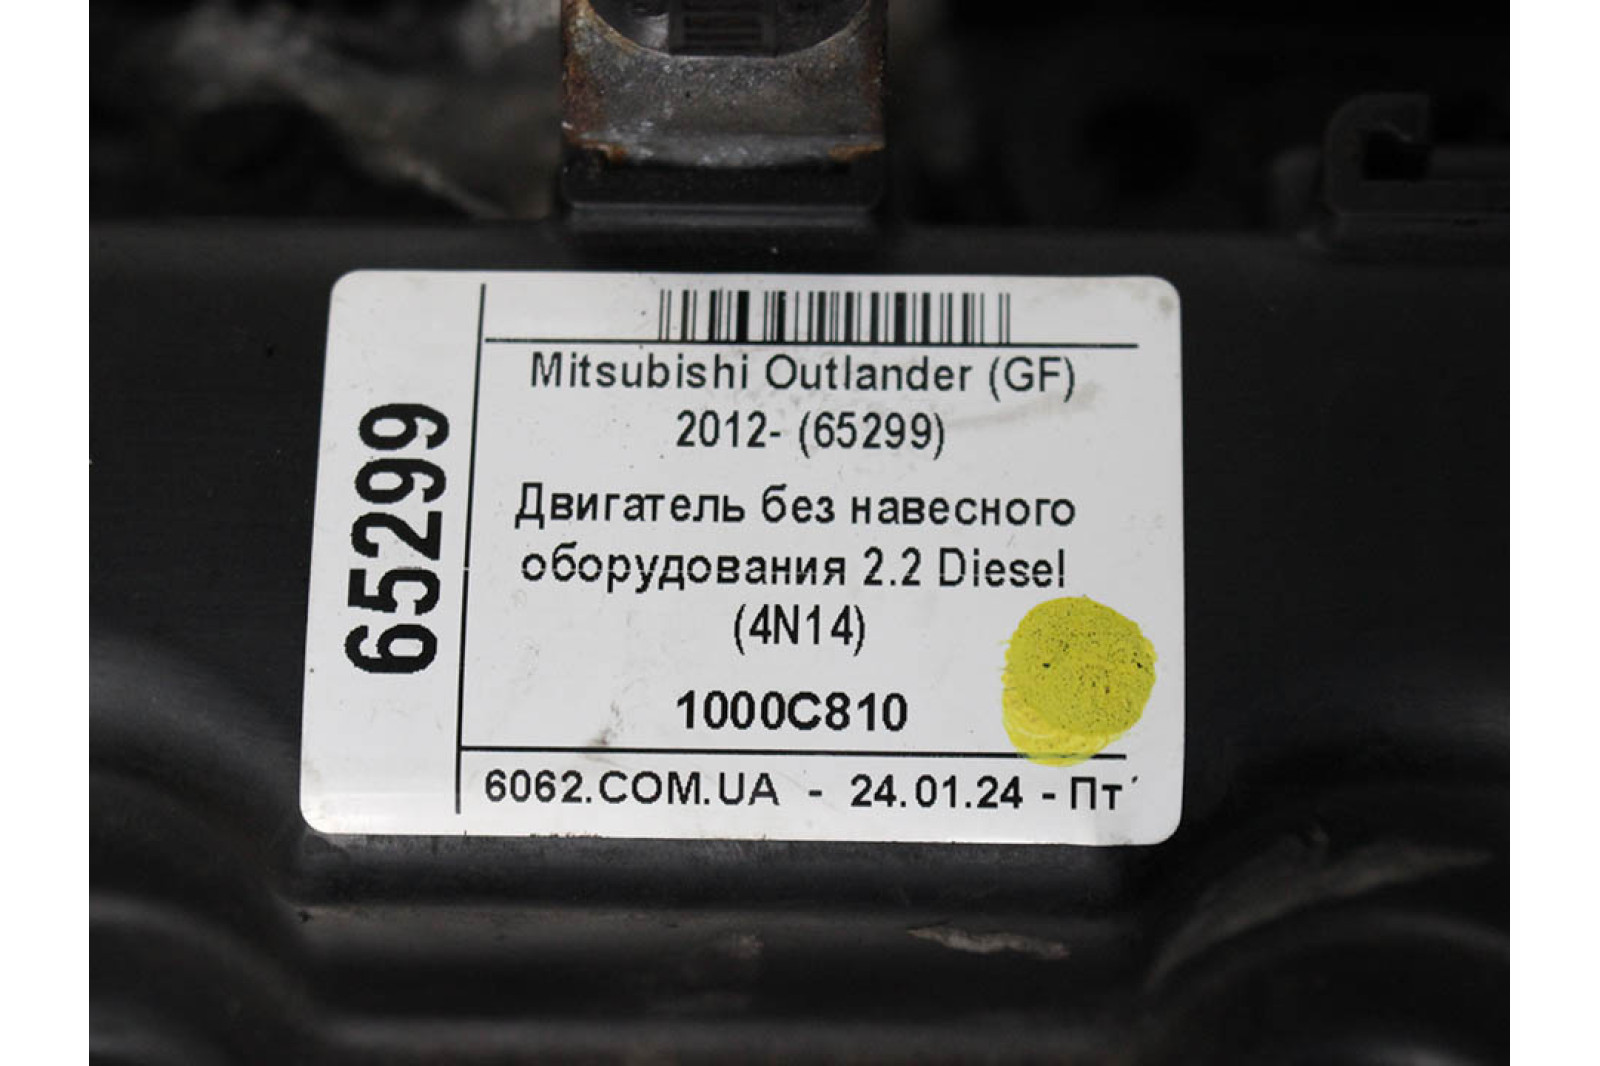 65299
Mitsubishi Outlander (GF)
2012- (65299)
Двигатель без навесного
оборудования 2.2 Diesel
(4N14)
1000C810
6062.COM.UA - 24.01.24 - Пт